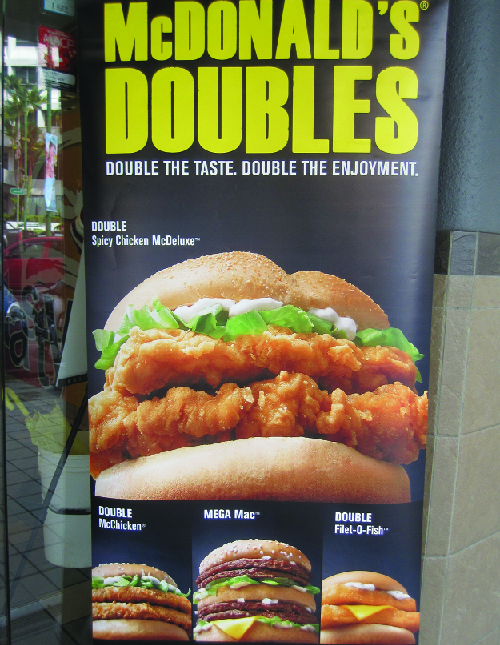 McDONALD'S®
DOUBLES
DOUBLE THE TASTE. DOUBLE THE ENJOYMENT.
DOUBLE
Spicy Chicken McDeluxe™
DOUBLE
McChicken®
MEGA Mac™
DOUBLE
Filet-O-Fish™